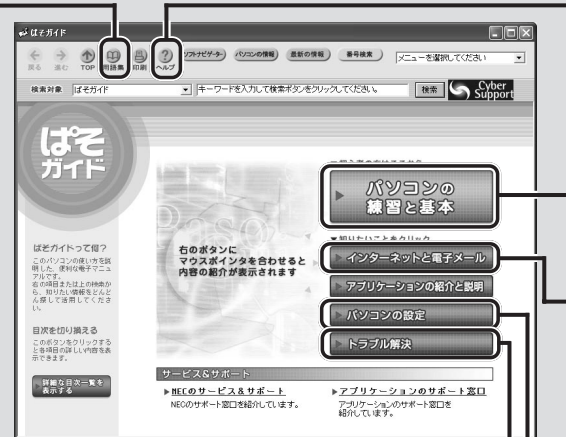 ぱそガイド
戻る 進む TOP 用語集 印刷 ヘルプ ソフトナビゲーター パソコンの情報 最新の情報 番号検索 メニューを選択してください
検索対象 ぱそガイド キーワードを入力して検索ボタンをクリックしてください。 検索 Cyber Support
ぱそ
ガイド
パソコンの
練習と基本
▼知りたいことをクリック
右のボタンに
マウスポインタを合わせると
内容の紹介が表示されます
インターネットと電子メール
アプリケーションの紹介と説明
パソコンの設定
トラブル解決
ぱそガイドって何?
このパソコンの使い方を説
明した、便利な電子マニュ
アルです。
右の項目または上の検索か
ら、知りたい情報をどんど
ん探して活用してくださ
い。
目次を切り換える
このボタンをクリックする
と各項目の詳しい内容を表
示できます。
詳細な目次一覧を
表示する
サービス&サポート
▶NECのサービス&サポート
NECのサポート窓口を紹介しています。
▶アプリケーションのサポート窓口
アプリケーションのサポート窓口を
紹介しています。